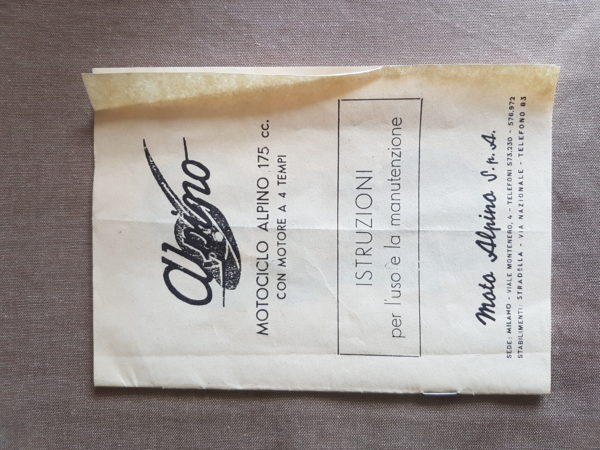 Alpino
MOTOCICLO ALPINO 175 cc.
CON MOTORE A 4 TEMPI
ISTRUZIONI
per l'uso e la manutenzione
Moto Alpino S.p.A.
SEDE: MILANO - VIALE MONTENERO, 4 - TELEFONI 573.230 - 576.972
STABILIMENTI: STRADELLA - VIA NAZIONALE - TELEFONO 83